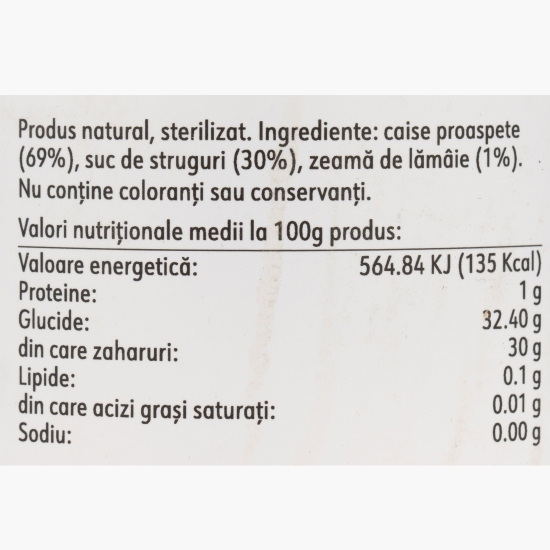 Produs natural, sterilizat. Ingrediente: caise proaspete
(69%), suc de struguri (30%), zeamă de lămâie (1%).
Nu conține coloranți sau conservanți.
Valori nutriționale medii la 100g produs:
Valoare energetică: 564.84 KJ (135 Kcal)
Proteine: 1 g
Glucide: 32.40 g
din care zaharuri: 30 g
Lipide: 0.1 g
din care acizi grași saturați: 0.01 g
Sodiu: 0.00 g